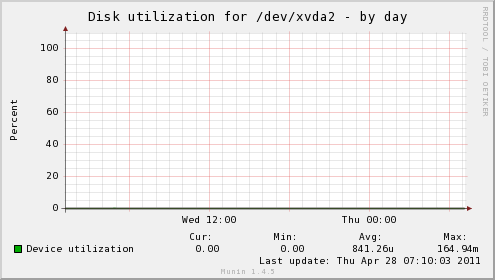 Disk utilization for /dev/xvda2 - by day
RRDTOOL / TOBI OETIKER
Percent
100
80
60
40
20
0
Wed 12:00 Thu 00:00
Cur: Min: Avg: Max:
Device utilization 0.00 0.00 841.26u 164.94m
Last update: Thu Apr 28 07:10:03 2011
Munin 1.4.5